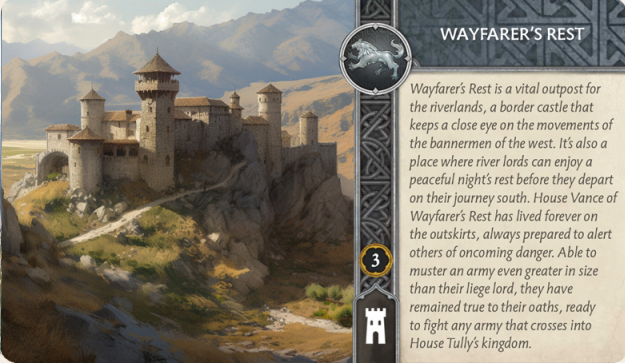 WAYFARER'S REST
Wayfarer's Rest is a vital outpost for
the riverlands, a border castle that
keeps a close eye on the movements of
the bannermen of the west. It's also a
place where river lords can enjoy a
peaceful night's rest before they depart
on their journey south. House Vance of
Wayfarer's Rest has lived forever on
the outskirts, always prepared to alert
others of oncoming danger. Able to
muster an army even greater in size
than their liege lord, they have
remained true to their oaths, ready
to fight any army that crosses into
House Tully's kingdom.
3